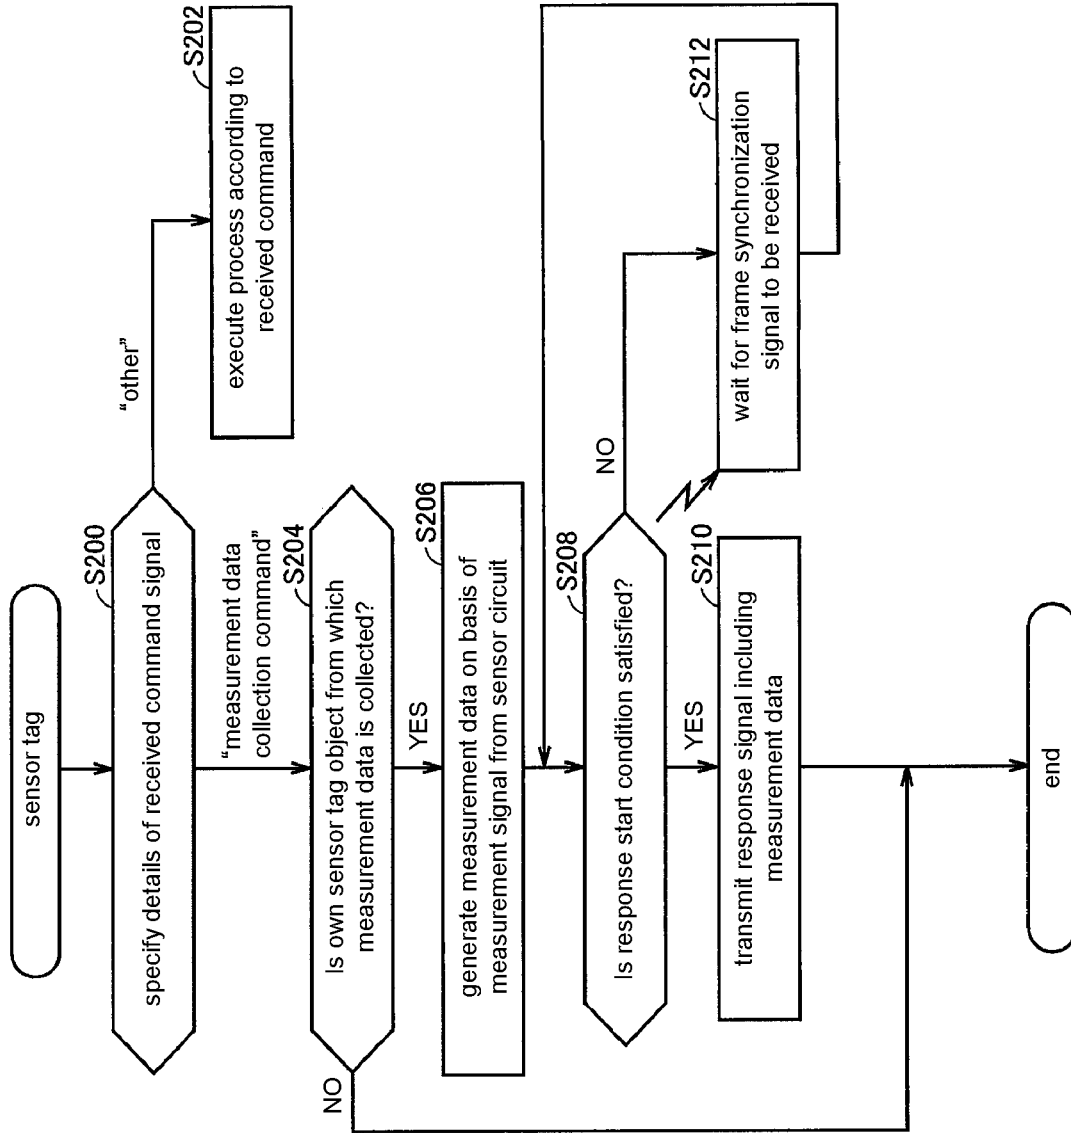 sensor tag
S200
specify details of received command signal
"other"
S202
execute process according to
received command
"measurement data
collection command"
S204
Is own sensor tag object from which
measurement data is collected?
NO
YES
S206
generate measurement data on basis of
measurement signal from sensor circuit
S208
Is response start condition satisfied?
NO
YES
S212
wait for frame synchronization
signal to be received
S210
transmit response signal including
measurement data
end